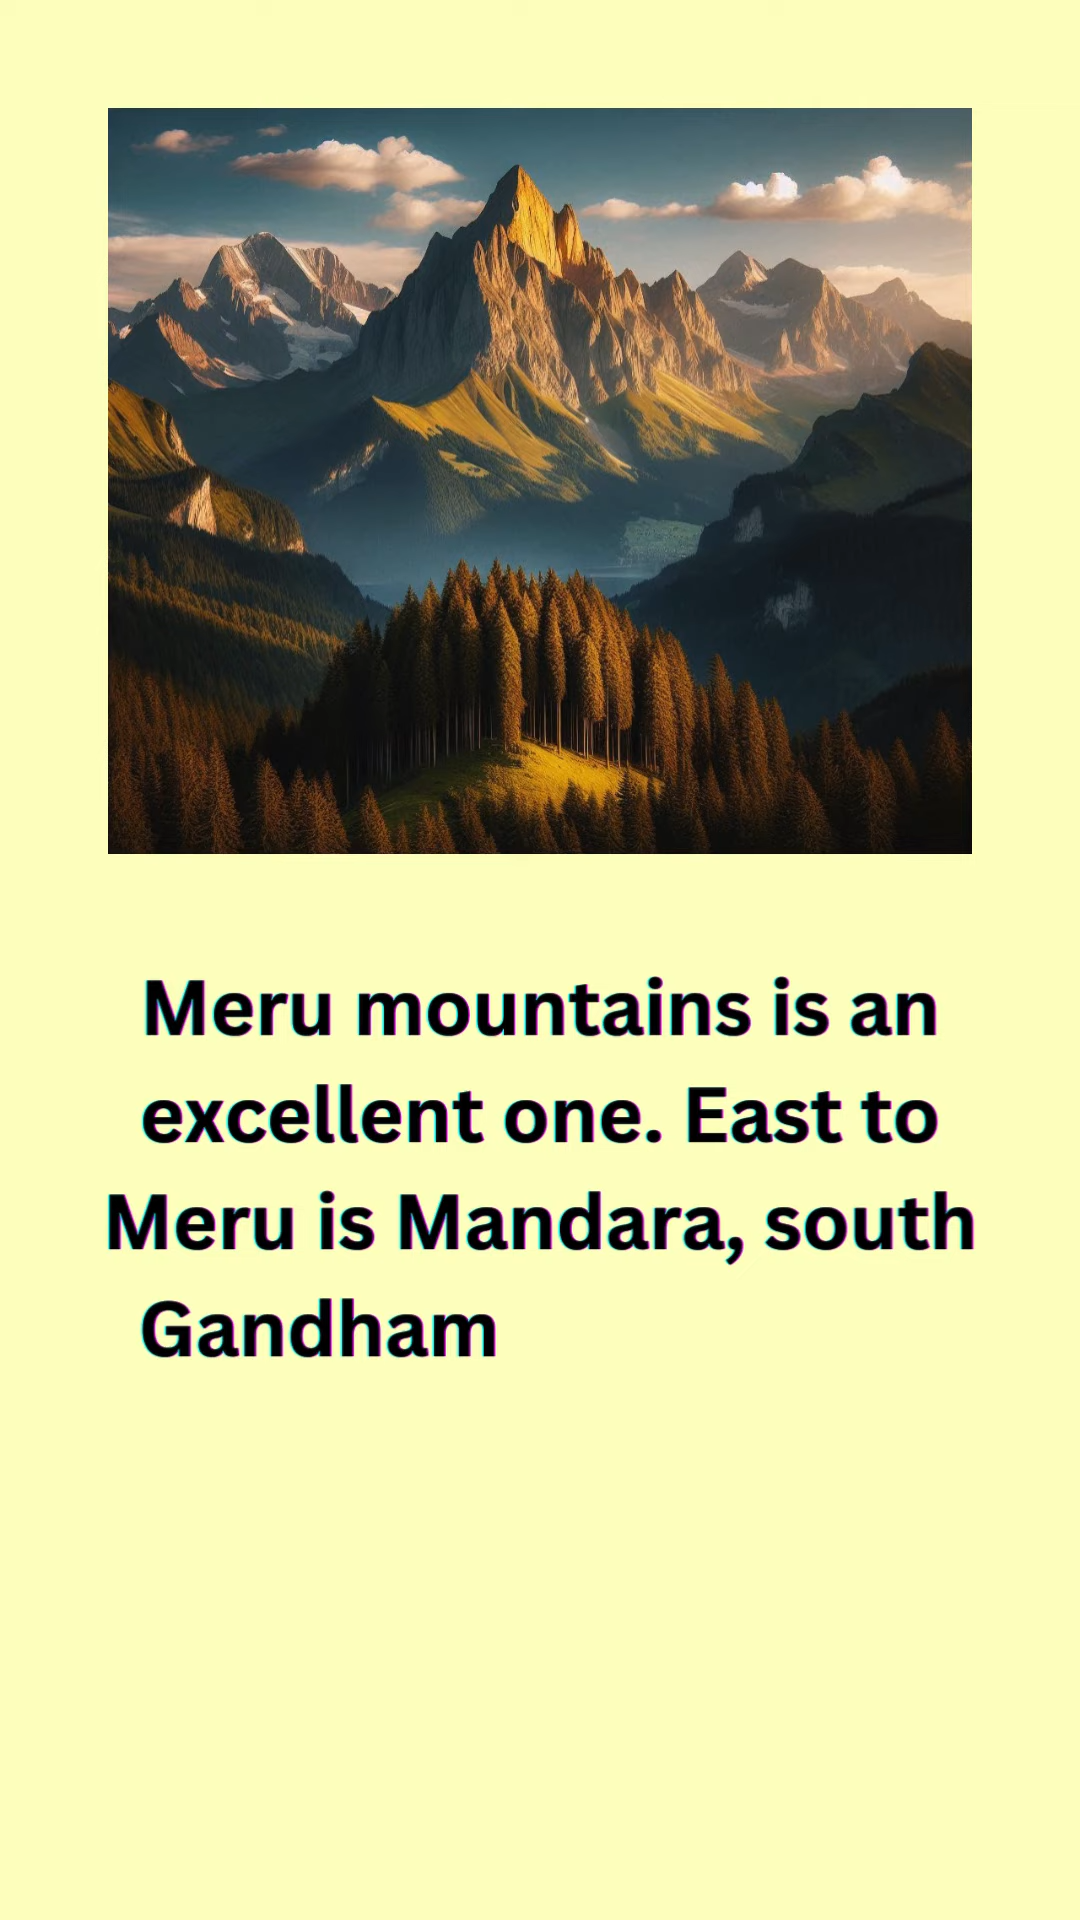 Meru mountains is an
excellent one. East to
Meru is Mandara, south
Gandham